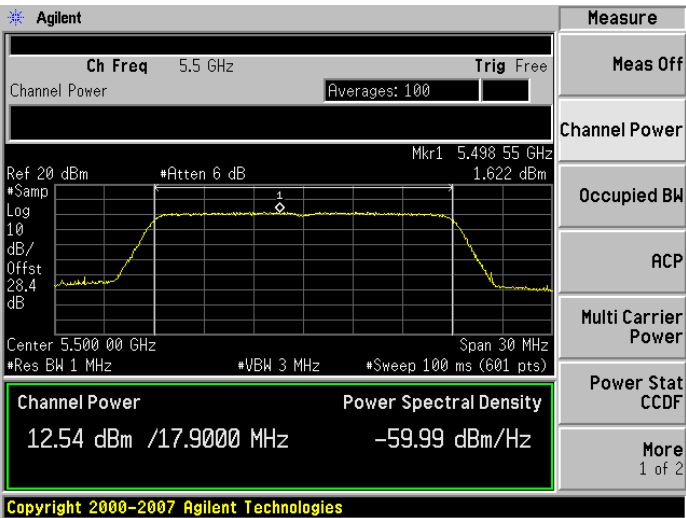 Agilent
Measure
Ch Freq 5.5 GHz Trig Free
Channel Power Averages: 100
Mkr1 5.498 55 GHz
Ref 20 dBm #Atten 6 dB 1.622 dBm
#Samp
Log
10
dB/
Offst
28.4
dB
1
Center 5.500 00 GHz Span 30 MHz
#Res BW 1 MHz #VBW 3 MHz #Sweep 100 ms (601 pts)
Channel Power Power Spectral Density
12.54 dBm /17.9000 MHz -59.99 dBm/Hz
Copyright 2000-2007 Agilent Technologies
Meas Off
Channel Power
Occupied BW
ACP
Multi Carrier
Power
Power Stat
CCDF
More
1 of 2